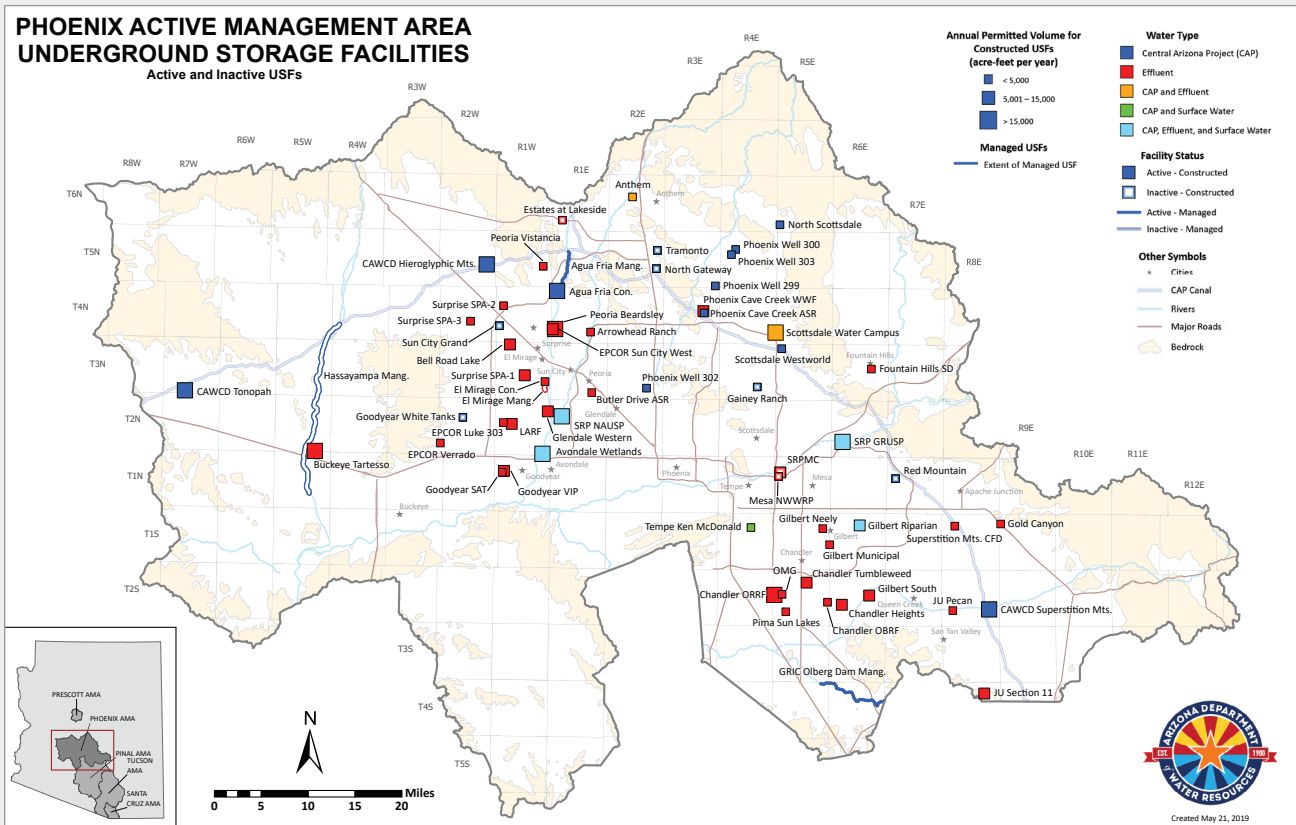 PHOENIX ACTIVE MANAGEMENT AREA
UNDERGROUND STORAGE FACILITIES
Active and Inactive USFs
Annual Permitted Volume for
Constructed USFs
(acre-feet per year)
< 5,000
5,001 – 15,000
> 15,000
Managed USFs
Extent of Managed USF
Water Type
Central Arizona Project (CAP)
Effluent
CAP and Effluent
CAP and Surface Water
CAP, Effluent, and Surface Water
Facility Status
Active - Constructed
Inactive - Constructed
Active - Managed
Inactive - Managed
Other Symbols
Cities
CAP Canal
Rivers
Major Roads
Bedrock
R8W
R7W
R6W
R5W
R4W
R3W
R2W
R1W
R1E
R2E
R3E
R4E
R5E
R6E
R7E
R8E
R9E
R10E
R11E
R12E
T6N
T5N
T4N
T3N
T2N
T1N
T1S
T2S
T3S
T4S
T5S
Anthem
Anthem
Estates at Lakeside
North Scottsdale
Peoria Vistancia
Tramonto
Phoenix Well 300
Phoenix Well 303
CAWCD Hieroglyphic Mts.
Agua Fria Mang.
North Gateway
Agua Fria Con.
Phoenix Well 299
Surprise SPA-2
Phoenix Cave Creek WWF
Phoenix Cave Creek ASR
Surprise SPA-3
Peoria Beardsley
Arrowhead Ranch
Scottsdale Water Campus
Sun City Grand
Surprise
EPCOR Sun City West
Scottsdale Westworld
Bell Road Lake
El Mirage
Fountain Hills
Fountain Hills SD
Hassayampa Mang.
Surprise SPA-1
Sun City
Peoria
Phoenix Well 302
El Mirage Con.
El Mirage Mang.
Butler Drive ASR
Gainey Ranch
CAWCD Tonopah
Goodyear White Tanks
Glendale
SRP NAUSP
EPCOR Luke 303
LARF
Glendale Western
Scottsdale
SRP GRUSP
EPCOR Verrado
Avondale Wetlands
Buckeye Tartesso
Avondale
Goodyear
Phoenix
SRPMC
Red Mountain
Goodyear SAT
Goodyear VIP
Tempe
Mesa
Mesa NWWRP
Apache Junction
Buckeye
Tempe Ken McDonald
Gilbert Neely
Gilbert
Gilbert Riparian
Superstition Mts. CFD
Gold Canyon
Gilbert Municipal
Chandler
OMG
Chandler Tumbleweed
Chandler ORRF
Gilbert South
Queen Creek
JU Pecan
CAWCD Superstition Mts.
Pima Sun Lakes
Chandler Heights
Chandler OBRF
San Tan Valley
GRIC Olberg Dam Mang.
JU Section 11
PRESCOTT AMA
PHOENIX AMA
PINAL AMA
TUCSON
AMA
SANTA
CRUZ AMA
N
Miles
0 5 10 15 20
ARIZONA DEPARTMENT
EST. 1980
of WATER RESOURCES
Created May 21, 2019